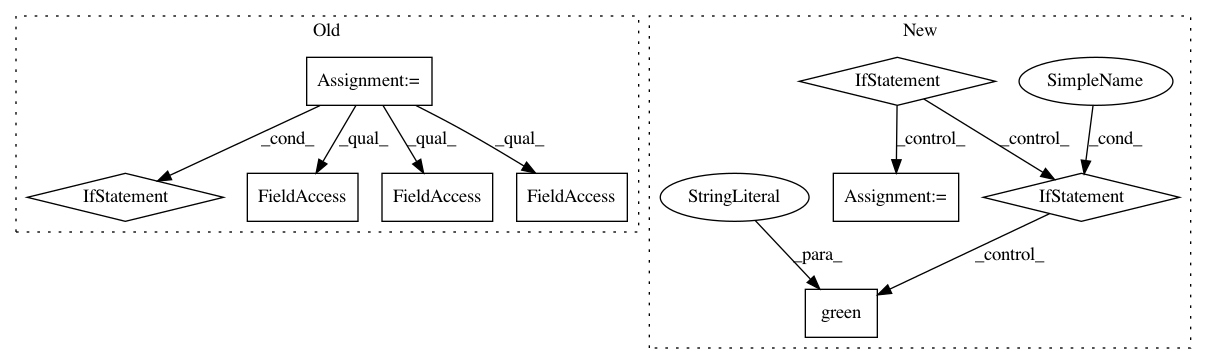 Old
New
Assignment:=
IfStatement
SimpleName
_cond_
_qual_
_qual_
_qual_
_control_
_control_
_cond_
IfStatement
FieldAccess
FieldAccess
FieldAccess
StringLiteral
Assignment:=
IfStatement
_para_
_control_
green